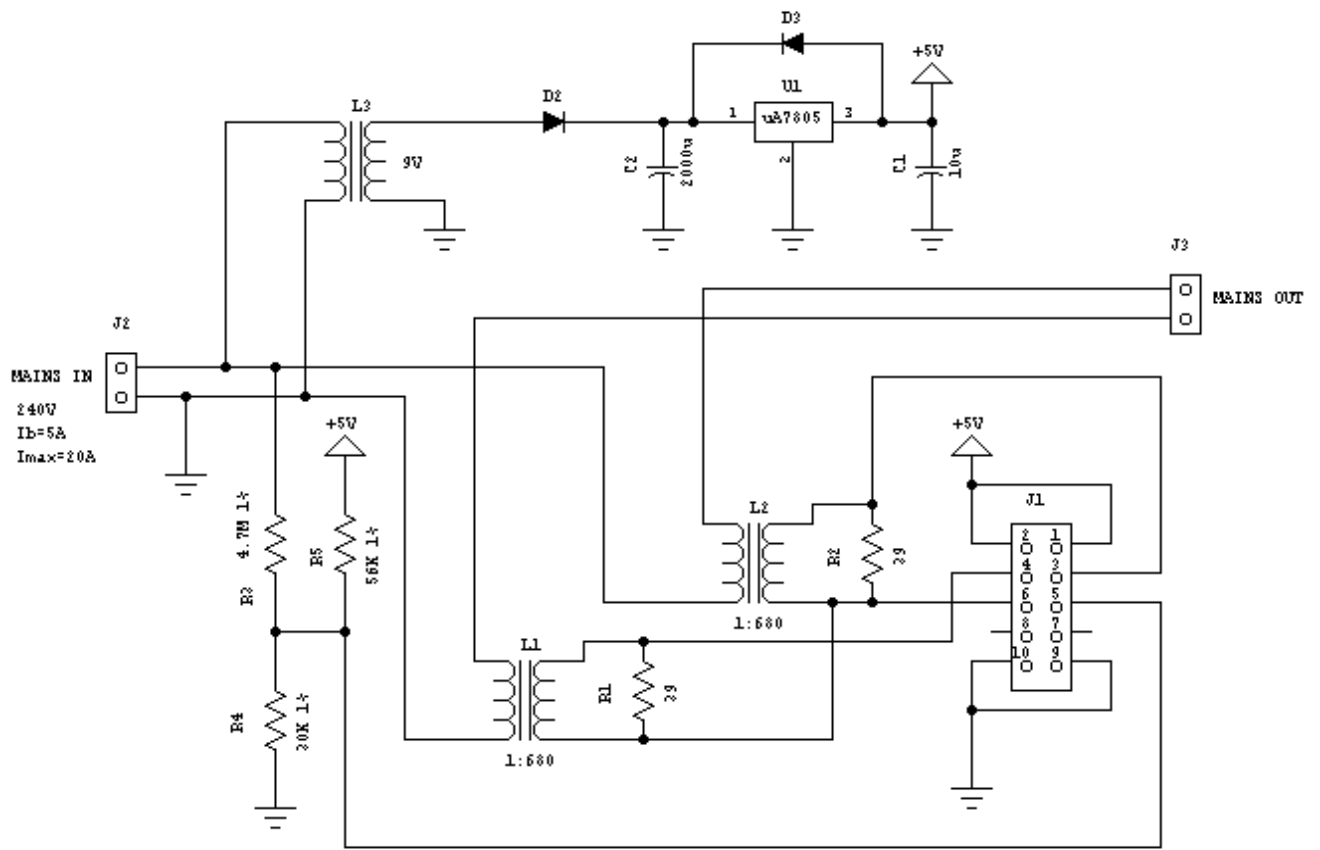 D3
+5V
U1
D2
L3
1
uA7805
3
9V
C2
2000u
2
C1
10u
J3
MAINS OUT
J2
MAINS IN
240V
Ib=5A
Imax=20A
+5V
+5V
4.7M 1%
R3
R5
56K 1%
L2
R2
39
J1
2 1
4 3
6 5
8 7
10 9
1:680
L1
R1
39
R4
30K 1%
1:680